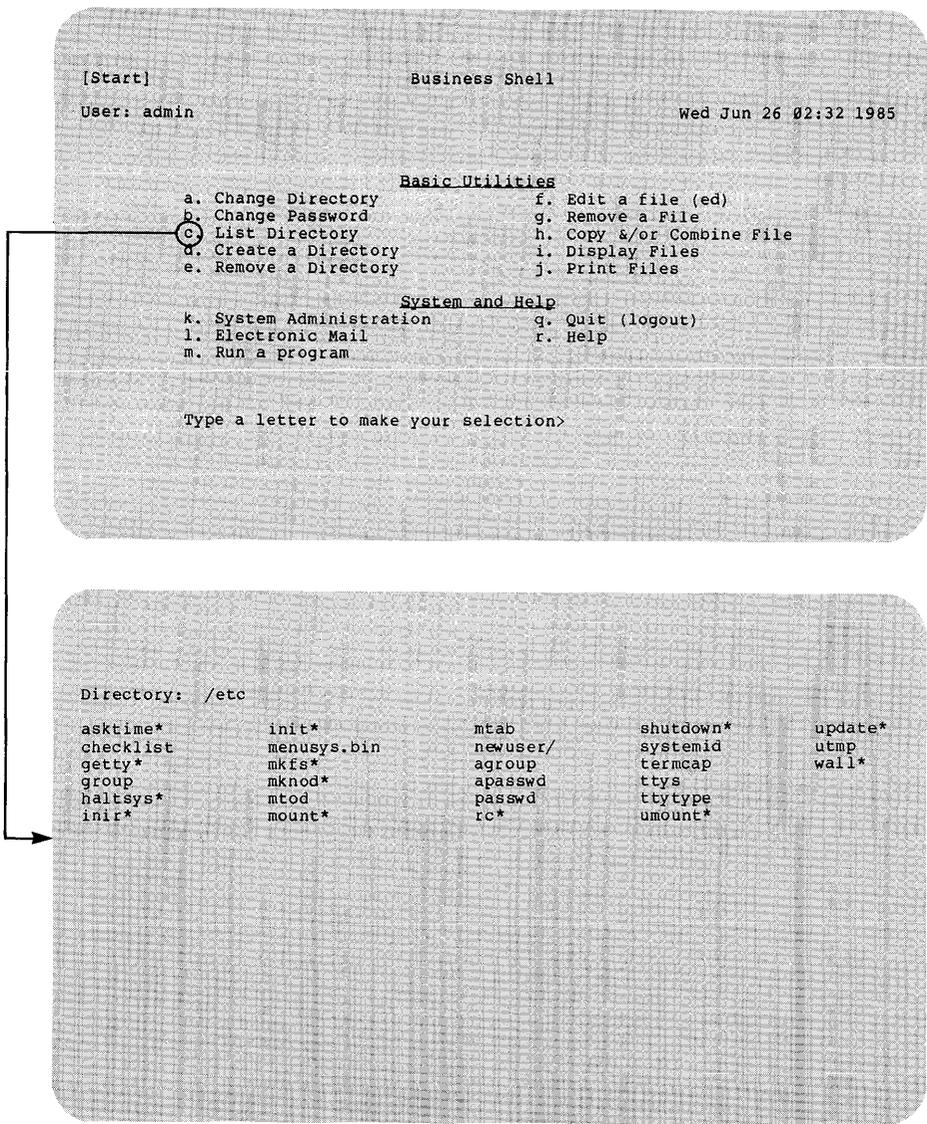 [Start] Business Shell
User: admin Wed Jun 26 02:32 1985
Basic Utilities
a. Change Directory f. Edit a file (ed)
b. Change Password g. Remove a File
c. List Directory h. Copy &/or Combine File
d. Create a Directory i. Display Files
e. Remove a Directory j. Print Files
System and Help
k. System Administration q. Quit (logout)
l. Electronic Mail r. Help
m. Run a program
Type a letter to make your selection>
Directory: /etc
asktime* init* mtab shutdown* update*
checklist menusys.bin newuser/ systemid utmp
getty* mkfs* agroup termcap wall*
group mknod* apasswd ttys
haltsys* mtod passwd ttytype
inir* mount* rc* umount*